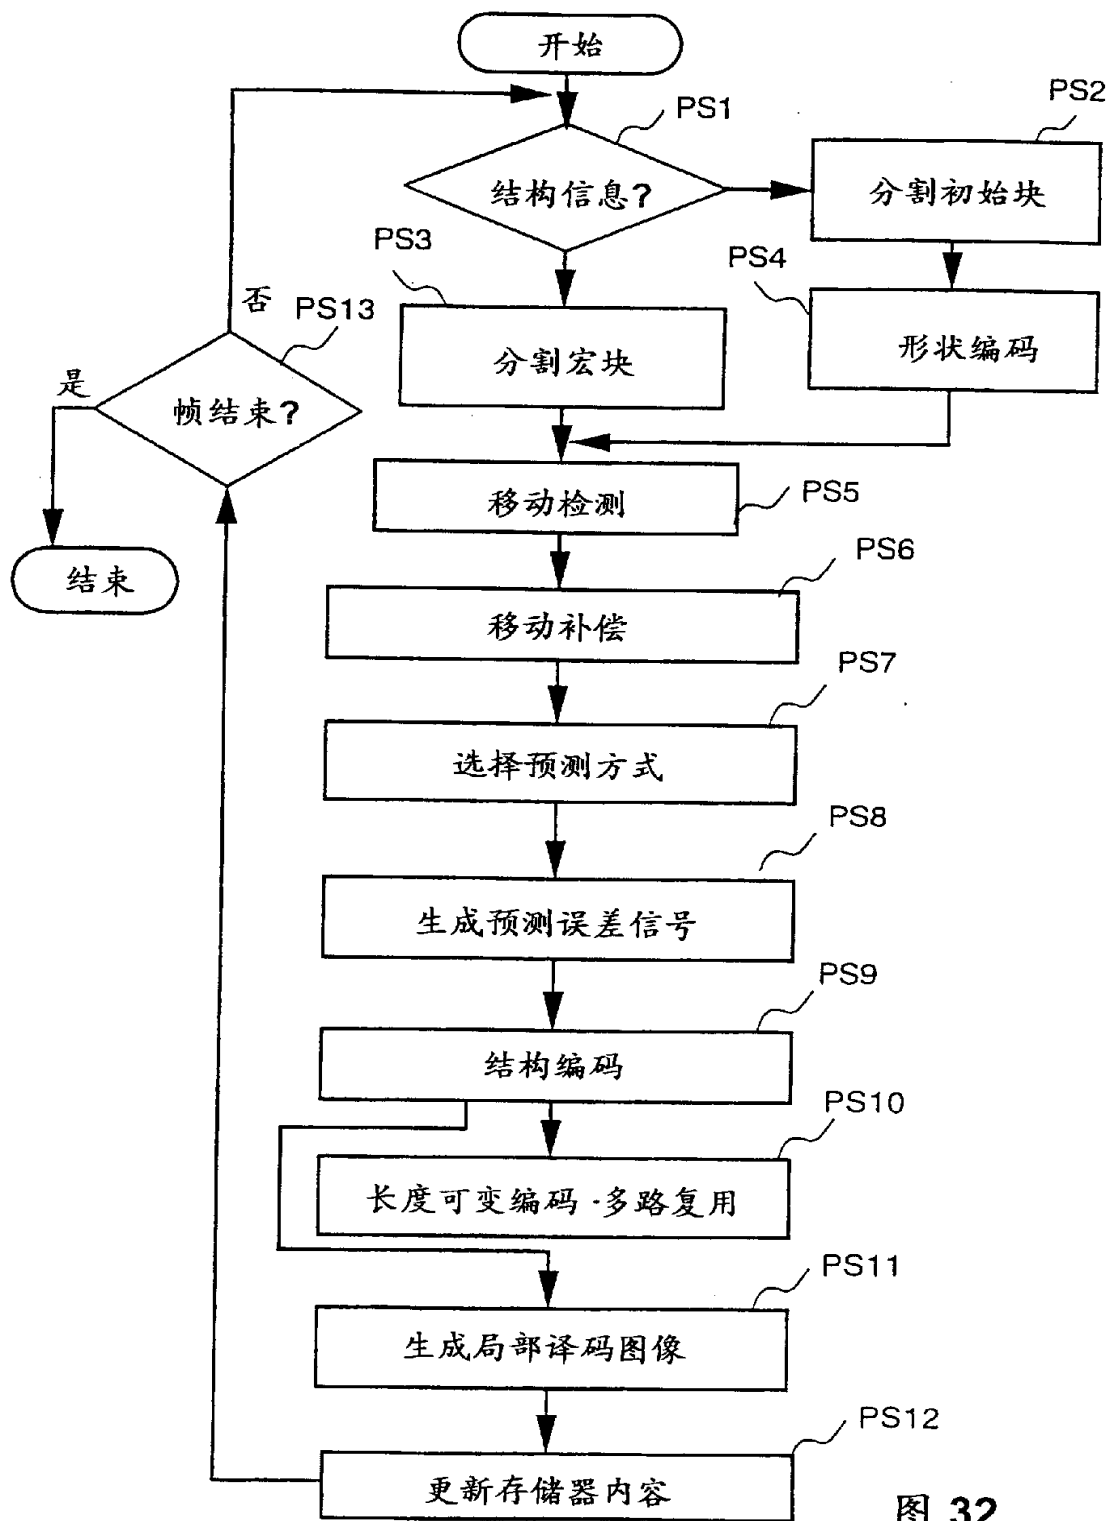 开始
PS1
PS2
结构信息?
分割初始块
PS3
PS4
否
PS13
分割宏块
形状编码
是
帧结束?
移动检测
PS5
PS6
结束
移动补偿
PS7
选择预测方式
PS8
生成预测误差信号
PS9
结构编码
PS10
长度可变编码·多路复用
PS11
生成局部译码图像
PS12
更新存储器内容
图 32